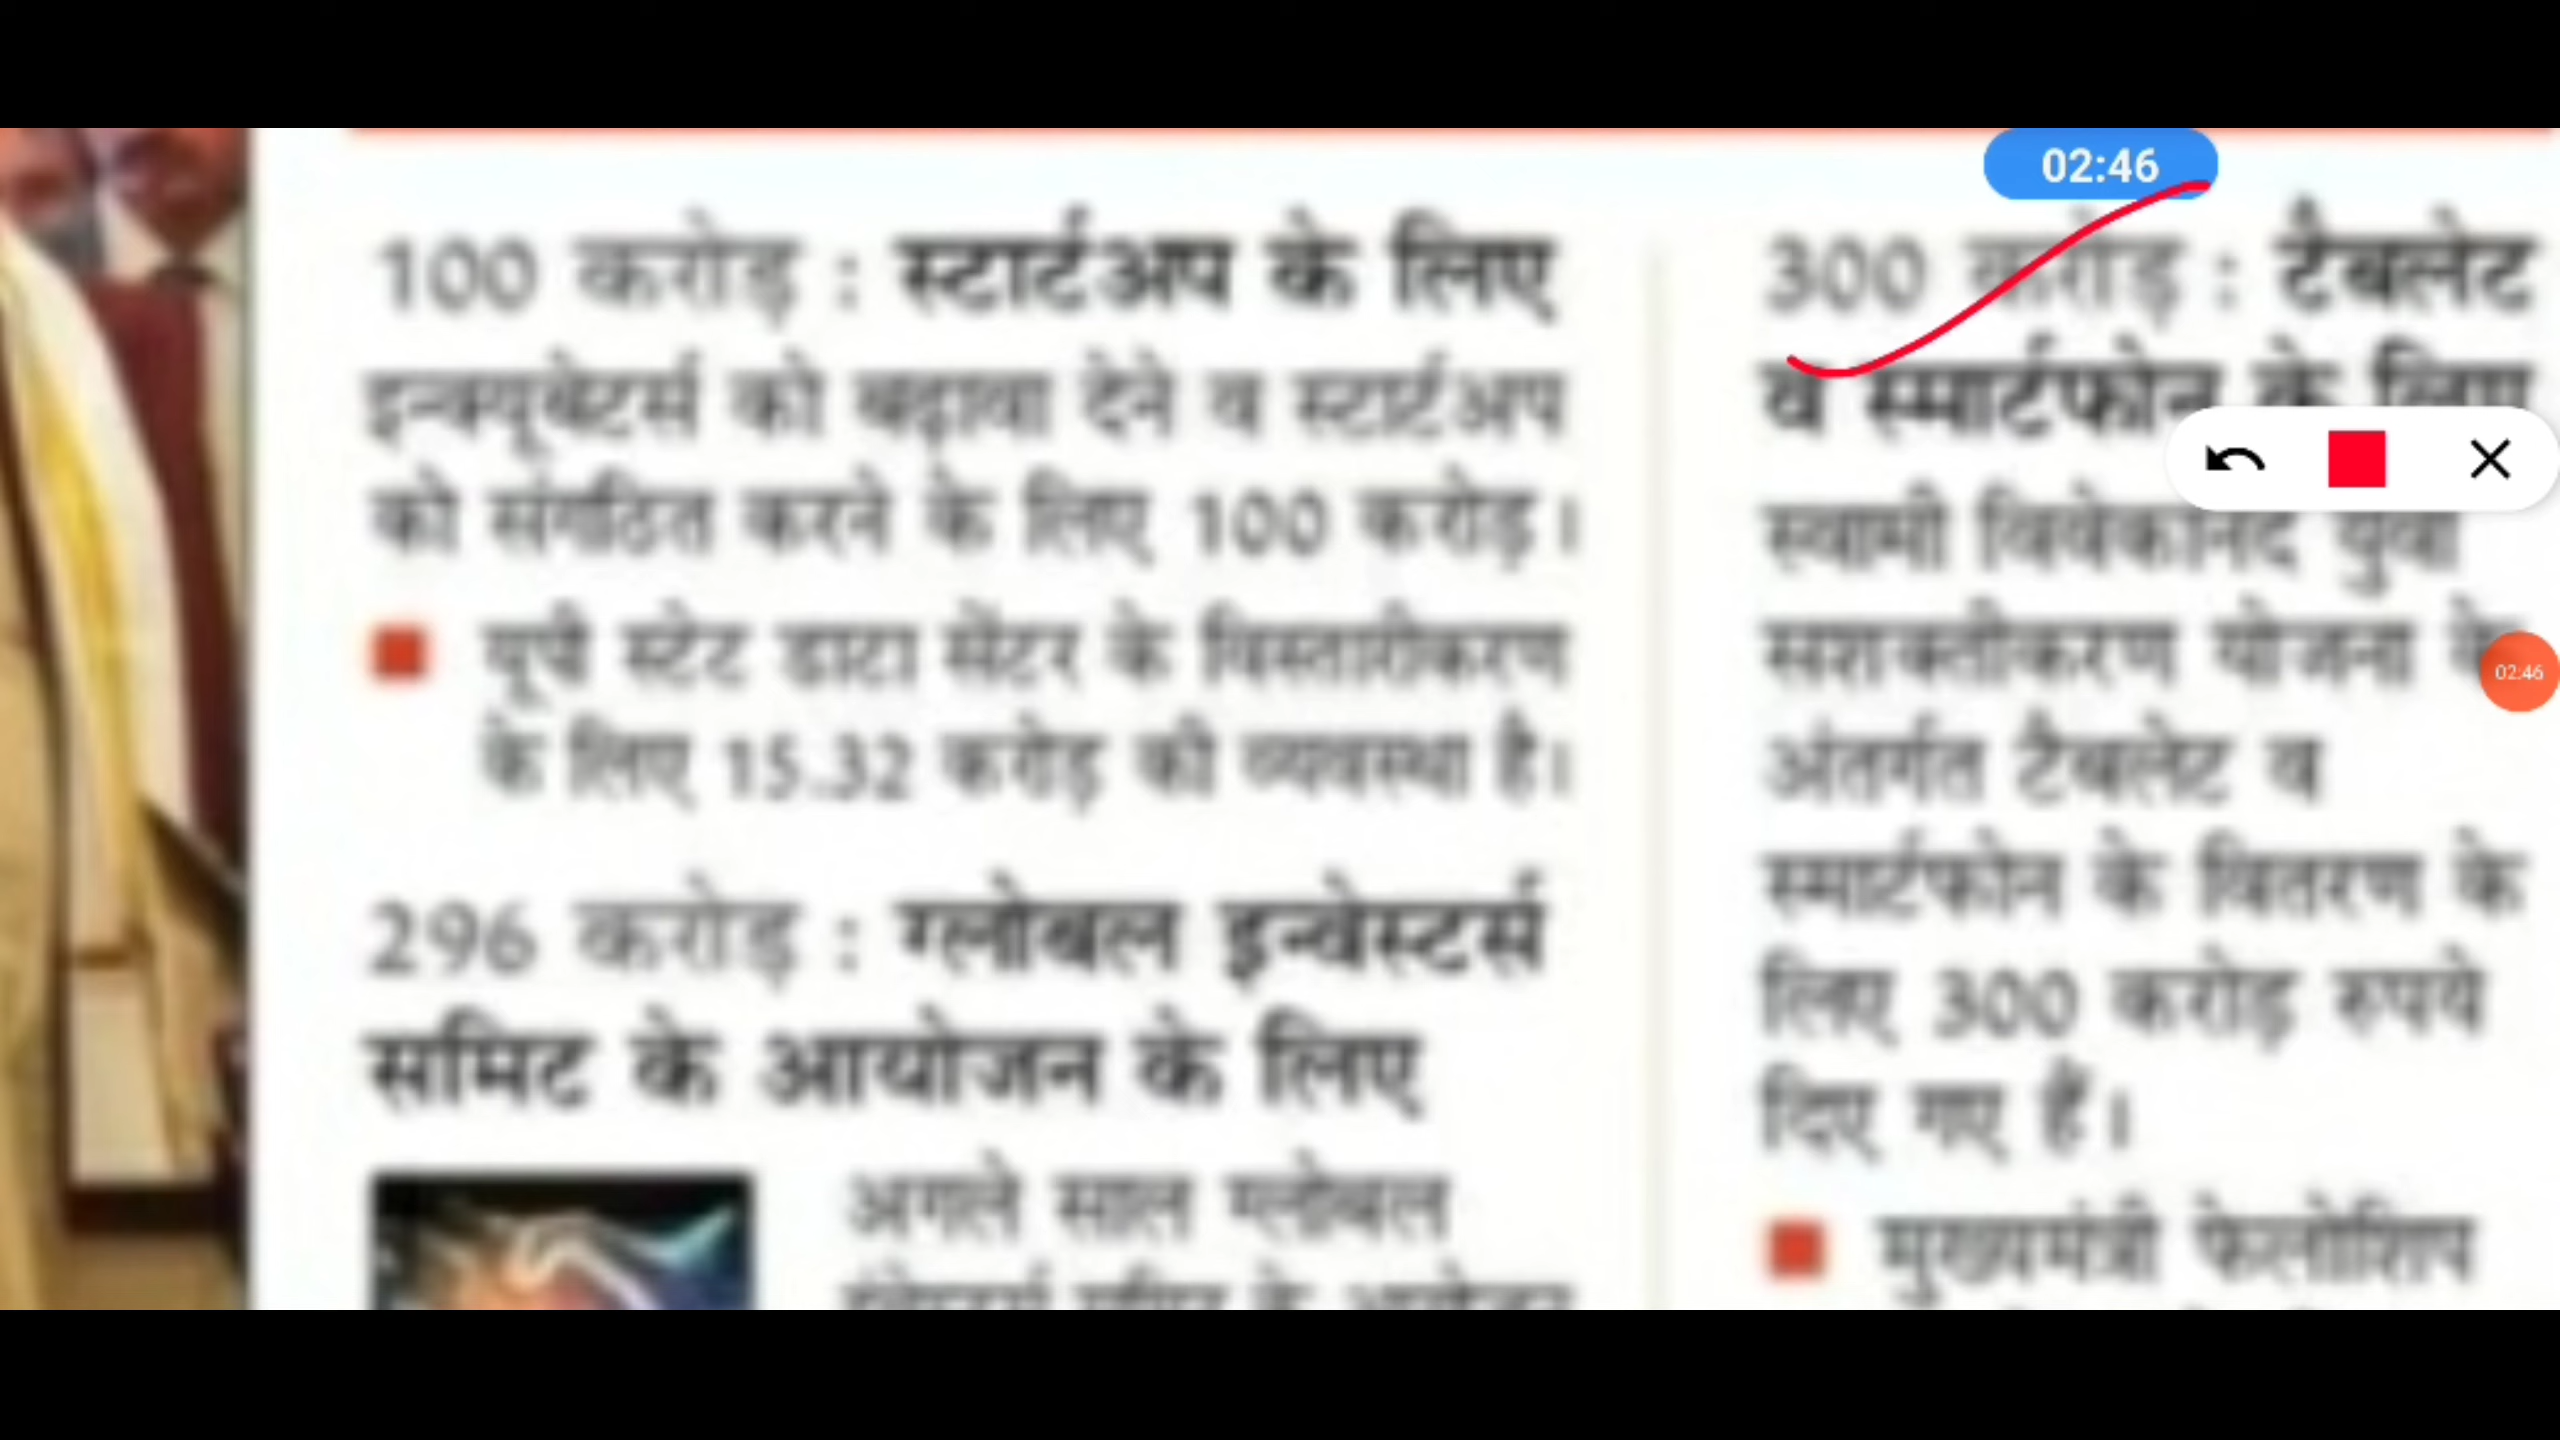 02:46
100 करोड़ : स्टार्टअप के लिए
इन्क्यूबेटर्स को बढ़ावा देने व स्टार्टअप
को संगठित करने के लिए 100 करोड़।
यूपी स्टेट डाटा सेंटर के विस्तारीकरण
के लिए 15.32 करोड़ की व्यवस्था है।
296 करोड़ : ग्लोबल इन्वेस्टर्स
समिट के आयोजन के लिए
अगले साल ग्लोबल
300 करोड़ : टैबलेट
व स्मार्टफोन के लिए
स्वामी विवेकानंद युवा
सशक्तीकरण योजना के
02:46
अंतर्गत टैबलेट व
स्मार्टफोन के वितरण के
लिए 300 करोड़ रुपये
दिए गए हैं।
मुख्यमंत्री फेलोशिप